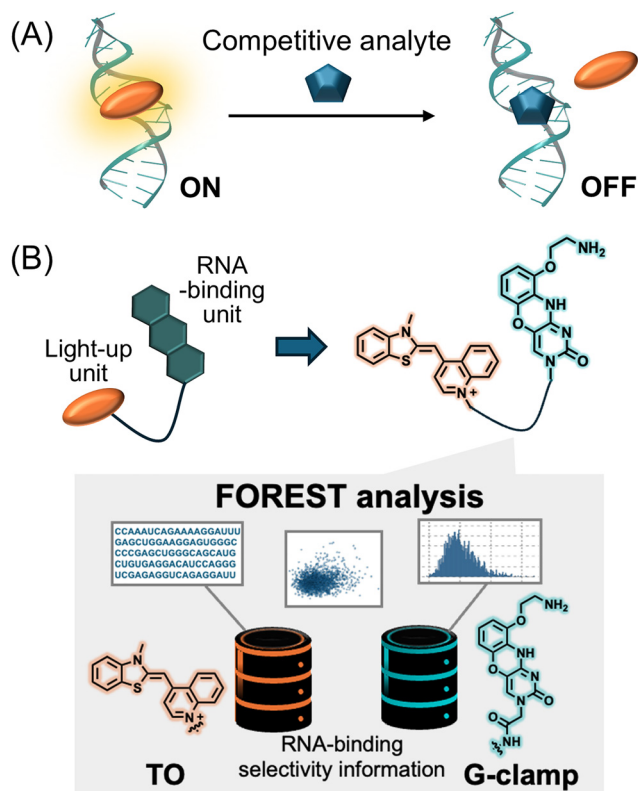 (A)
Competitive analyte
ON
OFF
(B)
RNA
-binding
unit
Light-up
unit
N
S
N
+
NH₂
O
NH
O
N
N
O
FOREST analysis
CCAAAUCAGAAAAGGAUUU
GAGCUGGAAGGAGUGGGC
CCCGAGCUGGGCAGCAUG
CUGUGAGGACAUCCAGGG
UCGAGAGGUCAGAGGAUU
N
S
N
+
NH₂
O
NH
O
N
N
O
O
NH
RNA-binding
selectivity information
TO
G-clamp